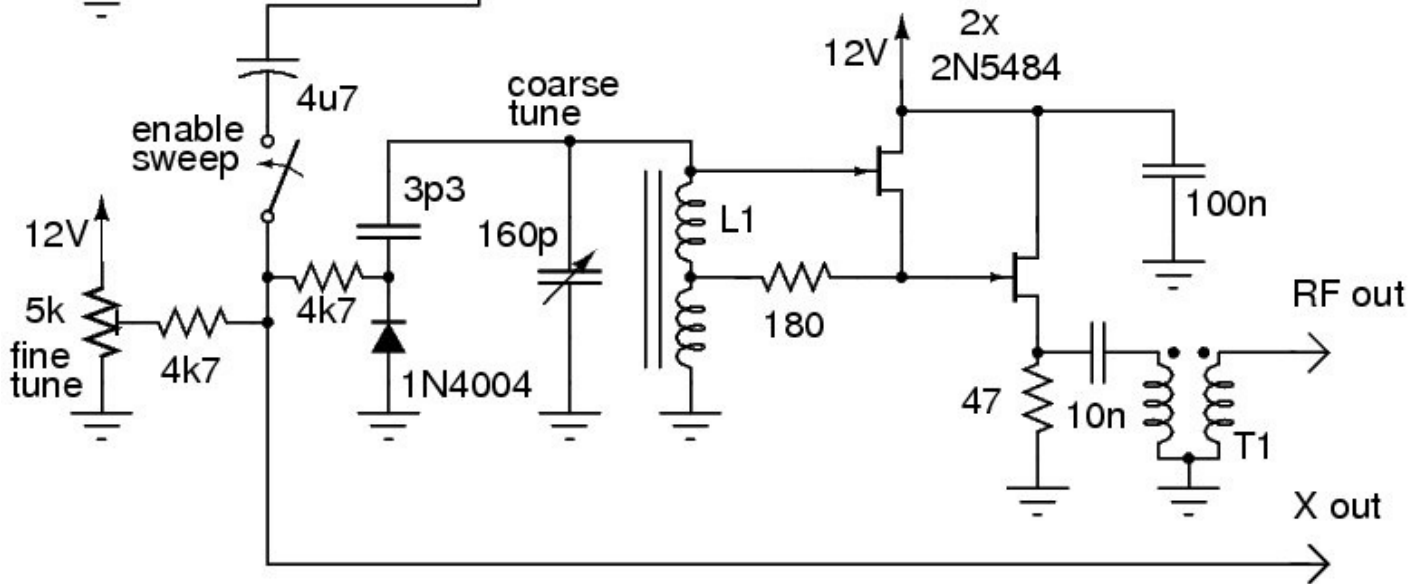 2x
12V
2N5484
4u7
coarse
tune
enable
sweep
3p3
L1
100n
12V
160p
5k
4k7
180
RF out
fine
tune
4k7
1N4004
47
10n
T1
X out